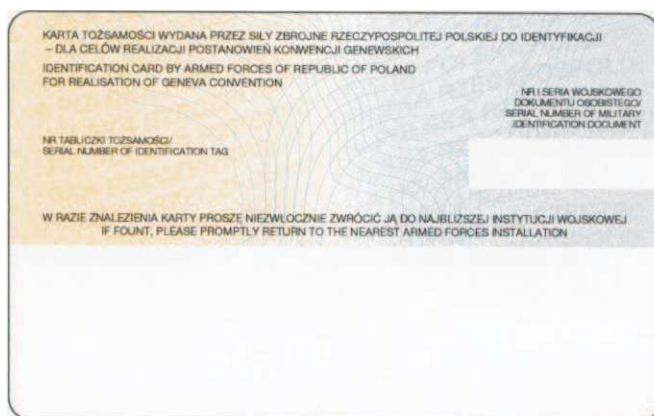 KARTA TOŻSAMOŚCI WYDANA PRZEZ SIŁY ZBROJNE RZECZYPOSPOLITEJ POLSKIEJ DO IDENTYFIKACJI
– DLA CELÓW REALIZACJI POSTANOWIEŃ KONWENCJI GENEWSKICH
IDENTIFICATION CARD BY ARMED FORCES OF REPUBLIC OF POLAND
FOR REALISATION OF GENEVA CONVENTION
NR I SERIA WOJSKOWEGO
DOKUMENTU OSOBISTEGO/
SERIAL NUMBER OF MILITARY
IDENTIFICATION DOCUMENT
NR TABLICZKI TOŻSAMOŚCI/
SERIAL NUMBER OF IDENTIFICATION TAG
W RAZIE ZNALEZIENIA KARTY PROSZĘ NIEZWŁOCZNIE ZWRÓCIĆ JĄ DO NAJBLIŻSZEJ INSTYTUCJI WOJSKOWEJ
IF FOUNT, PLEASE PROMPTLY RETURN TO THE NEAREST ARMED FORCES INSTALLATION